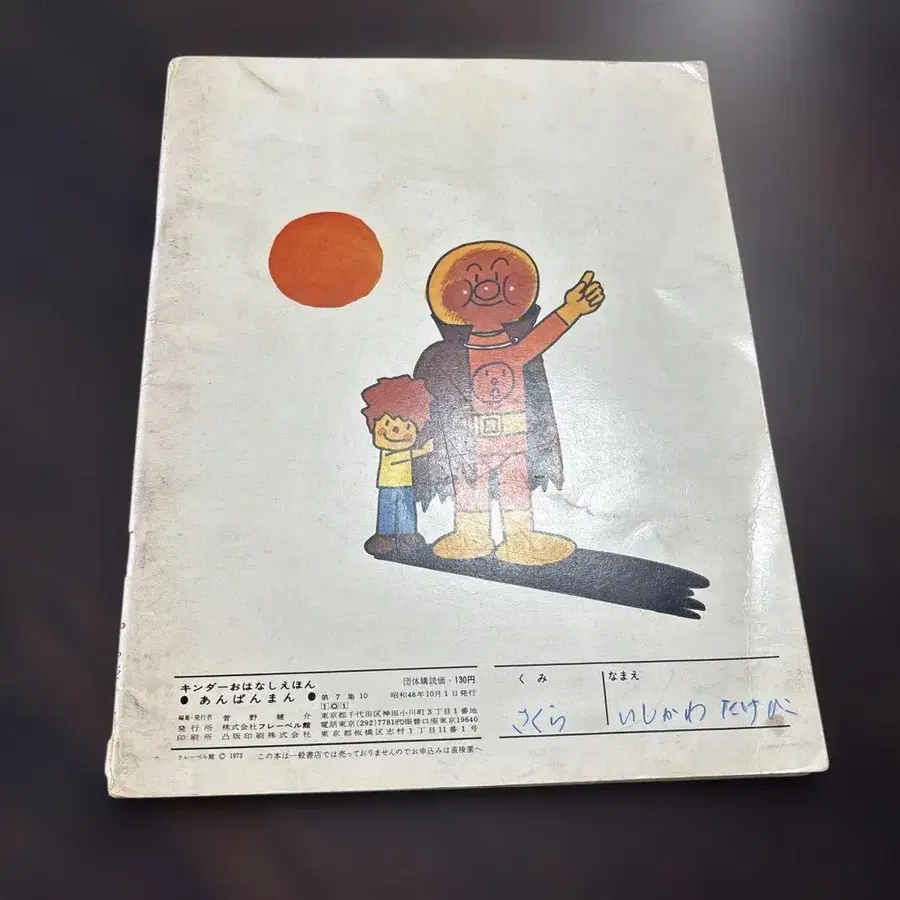 キンダーおはなしえほん
● あんぱんまん ●
第7集10
団体購読価・130円
昭和48年10月1日発行
編集・発行者 菅野健介
101
東京都千代田区神田小川町3丁目1番地
発行所 株式会社フレーベル館
電話東京(292)7781㈹振替口座東京19640
印刷所 凸版印刷株式会社 東京都板橋区志村1丁目11番1号
フレーベル館 © 1973 この本は一般書店では売っておりませんのでお申込みは直接園へ
くみ
さくら
なまえ
いしかわ